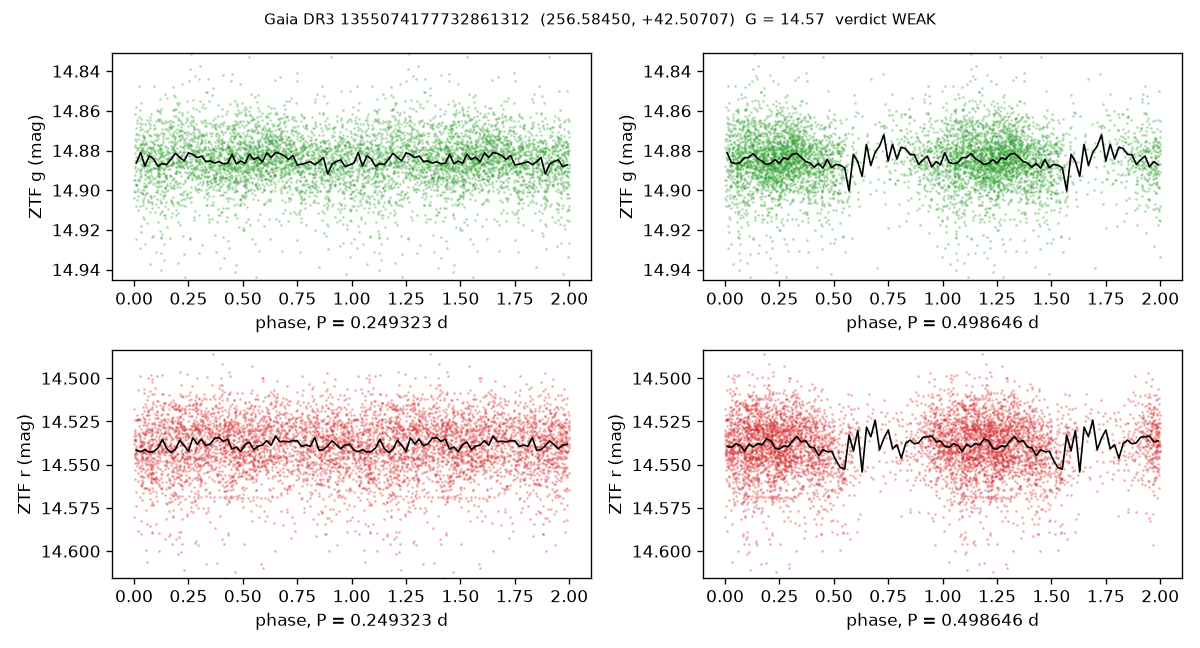 Gaia DR3 1355074177732861312 (256.58450, +42.50707) G = 14.57 verdict WEAK
ZTF g (mag)
14.84
14.86
14.88
14.90
14.92
14.94
0.00 0.25 0.50 0.75 1.00 1.25 1.50 1.75 2.00
phase, P = 0.249323 d
ZTF g (mag)
14.84
14.86
14.88
14.90
14.92
14.94
0.00 0.25 0.50 0.75 1.00 1.25 1.50 1.75 2.00
phase, P = 0.498646 d
ZTF r (mag)
14.500
14.525
14.550
14.575
14.600
0.00 0.25 0.50 0.75 1.00 1.25 1.50 1.75 2.00
phase, P = 0.249323 d
ZTF r (mag)
14.500
14.525
14.550
14.575
14.600
0.00 0.25 0.50 0.75 1.00 1.25 1.50 1.75 2.00
phase, P = 0.498646 d